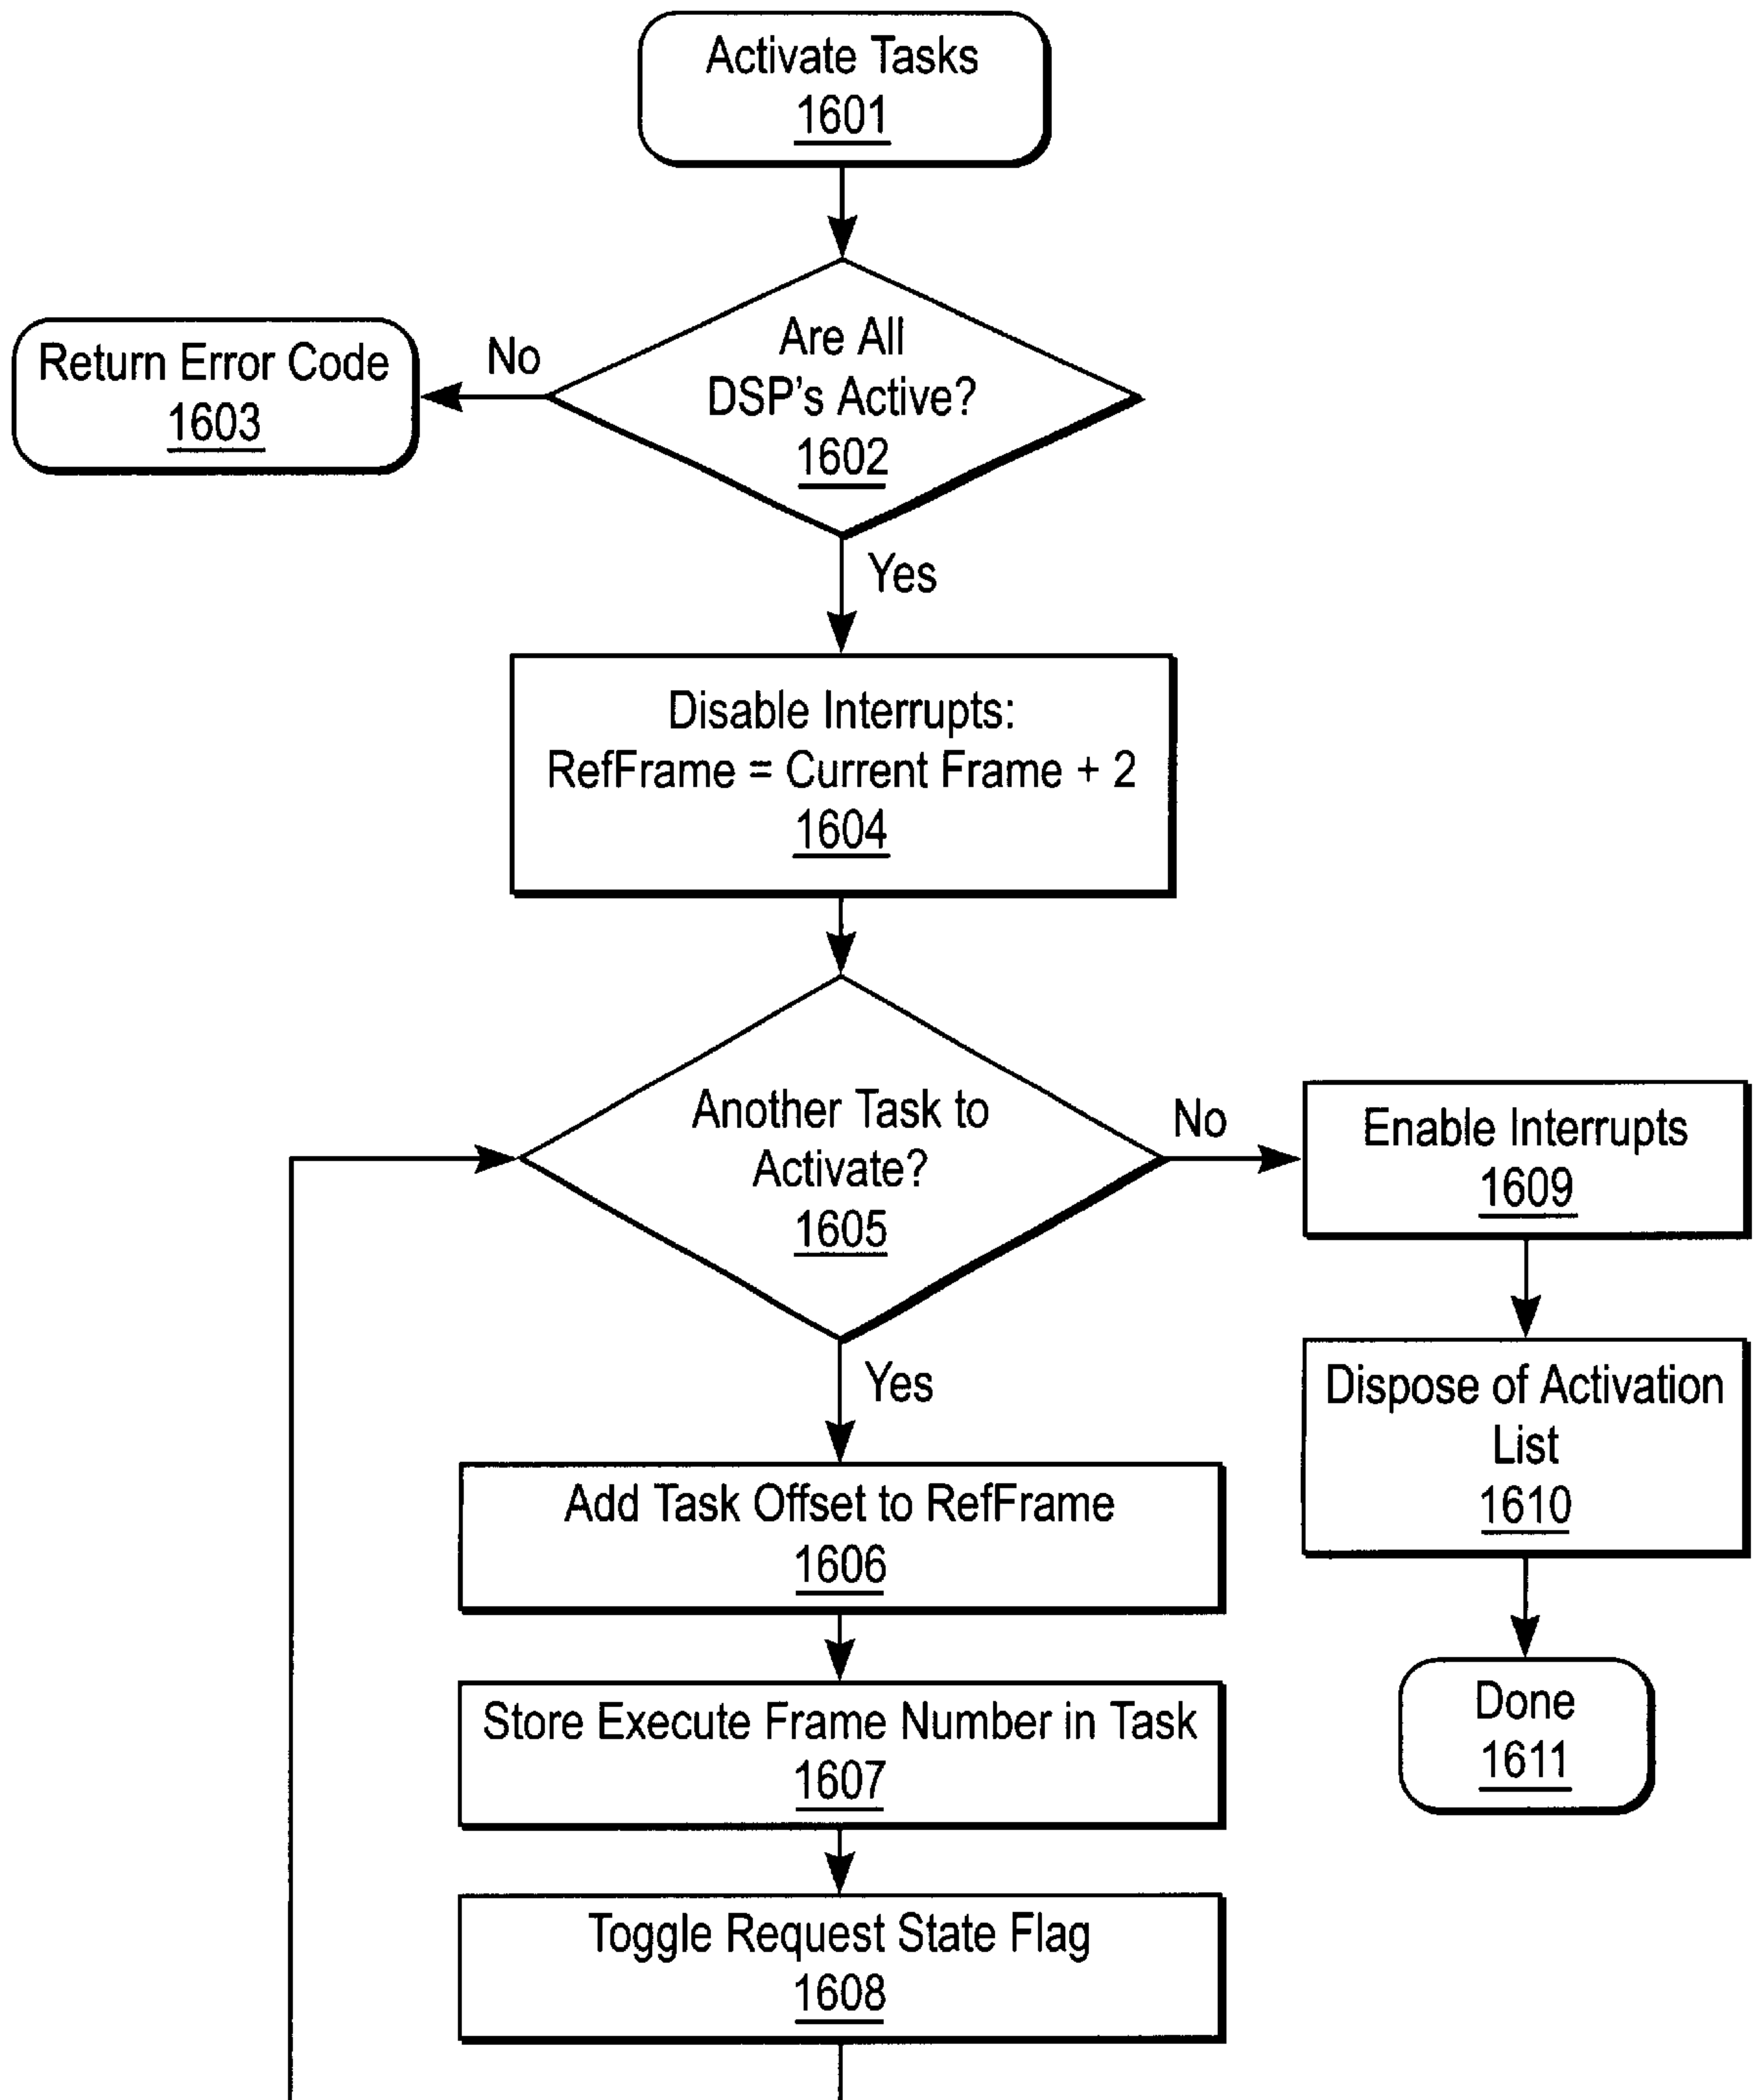 Activate Tasks
1601
Are All
DSP's Active?
1602
No
Return Error Code
1603
Yes
Disable Interrupts:
RefFrame = Current Frame + 2
1604
Another Task to
Activate?
1605
No
Enable Interrupts
1609
Dispose of Activation
List
1610
Done
1611
Yes
Add Task Offset to RefFrame
1606
Store Execute Frame Number in Task
1607
Toggle Request State Flag
1608